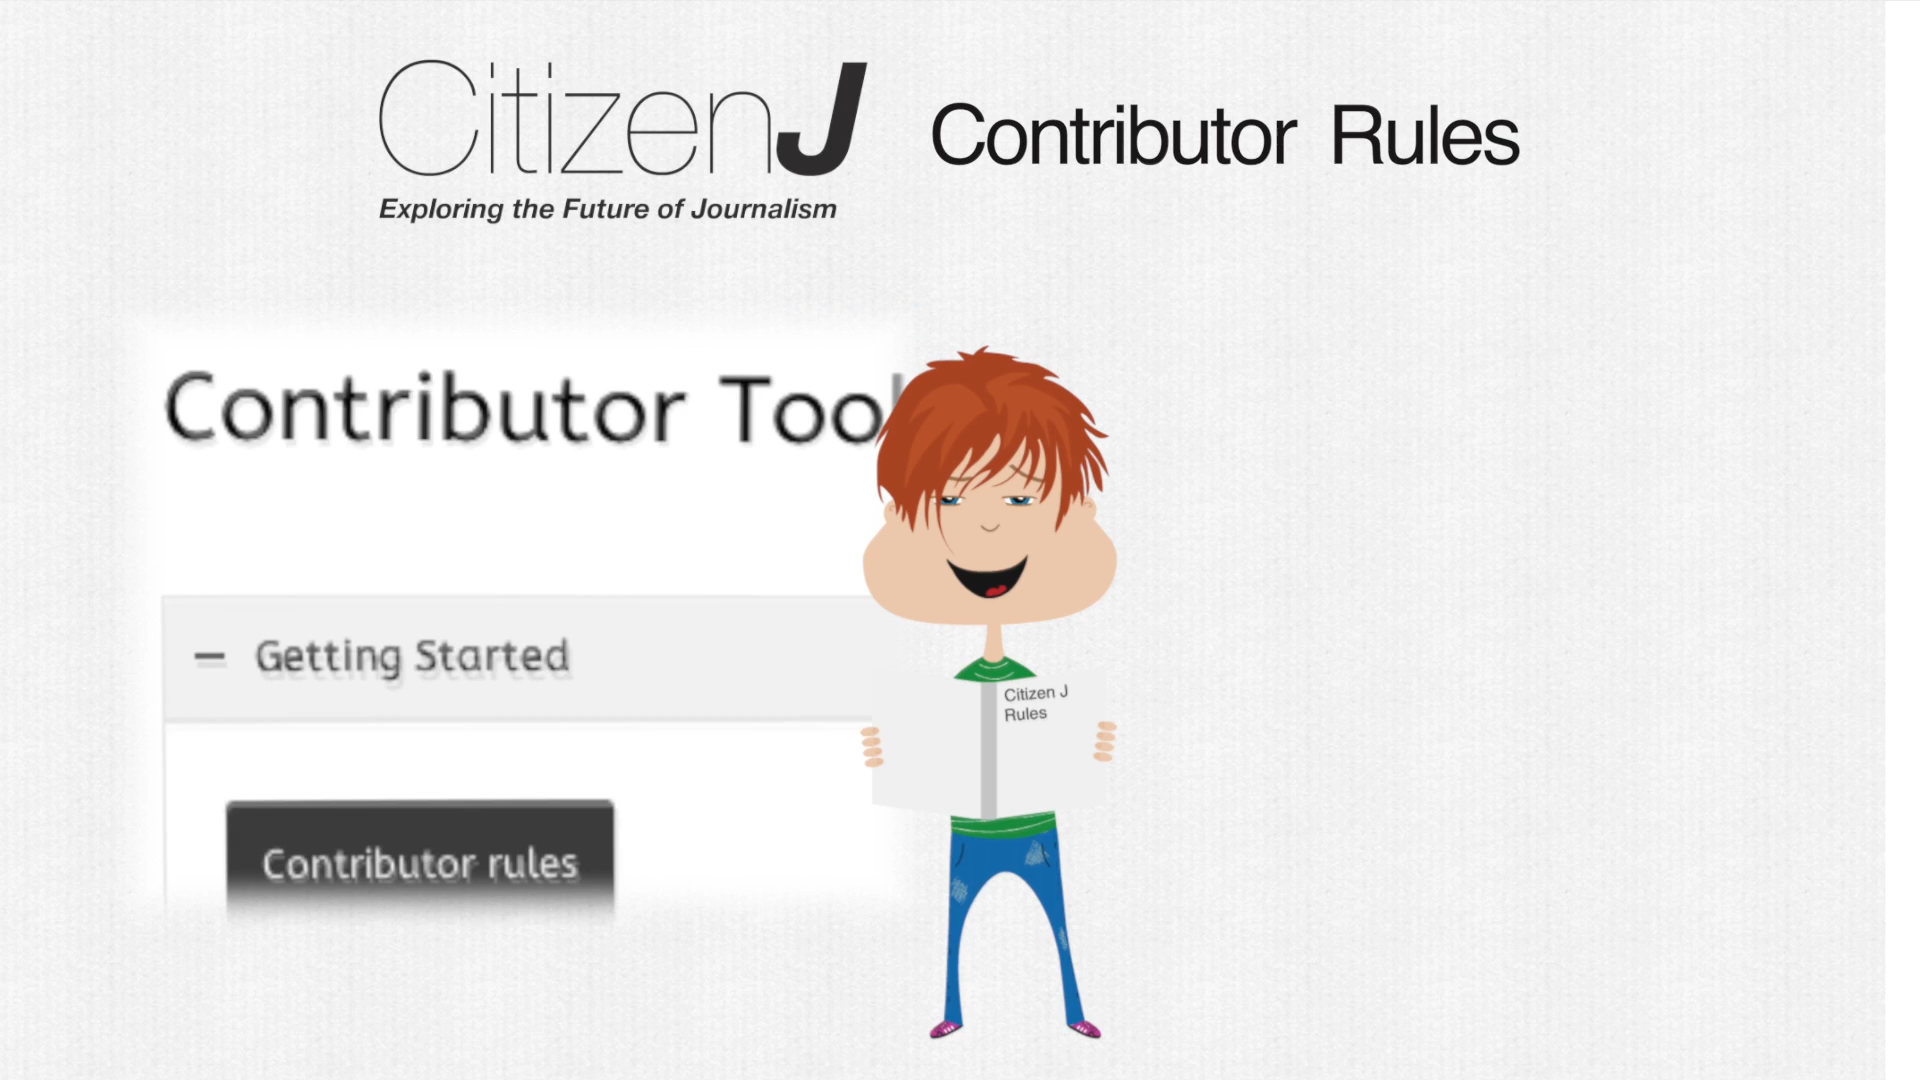 CitizenJ Contributor Rules
Exploring the Future of Journalism
Contributor Tool
Getting Started
Contributor rules
Citizen J
Rules